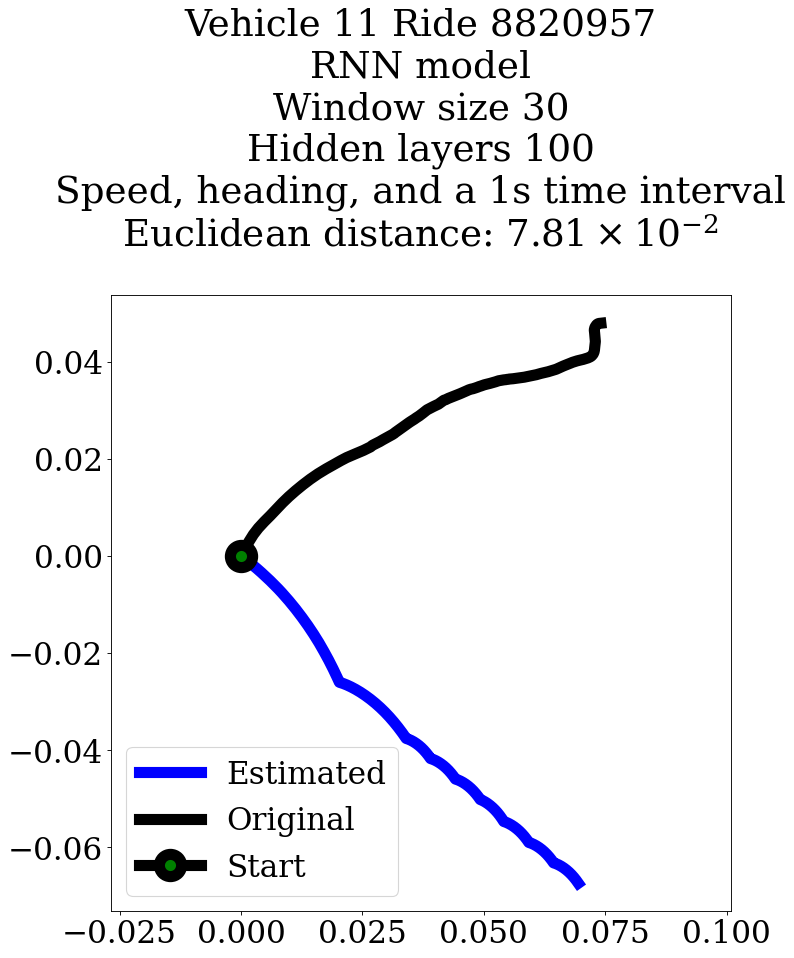 Vehicle 11 Ride 8820957
RNN model
Window size 30
Hidden layers 100
Speed, heading, and a 1s time interval
Euclidean distance: 7.81 × 10⁻²
0.04
0.02
0.00
−0.02
−0.04
−0.06
Estimated
Original
Start
−0.025 0.000 0.025 0.050 0.075 0.100